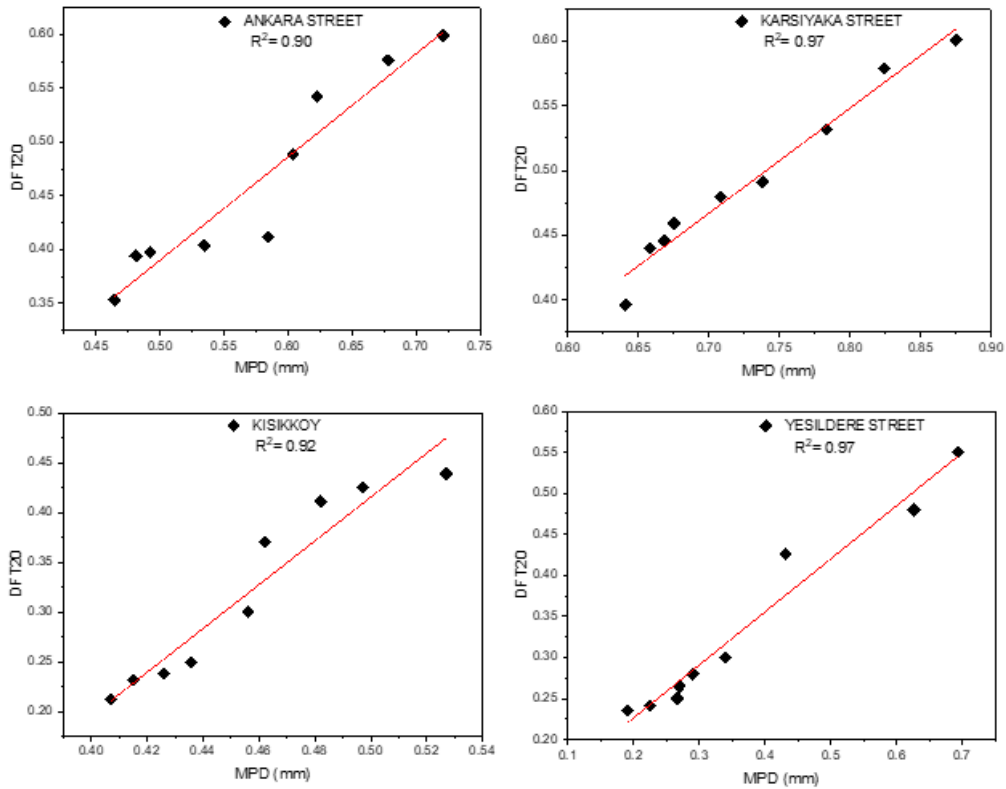 ANKARA STREET
R²= 0.90
0.60
0.55
0.50
0.45
0.40
0.35
DFT20
0.45 0.50 0.55 0.60 0.65 0.70 0.75
MPD (mm)
KARSIYAKA STREET
R²= 0.97
0.60
0.55
0.50
0.45
0.40
DFT20
0.60 0.65 0.70 0.75 0.80 0.85 0.90
MPD (mm)
KISIKKOY
R²= 0.92
0.50
0.45
0.40
0.35
0.30
0.25
0.20
DFT20
0.40 0.42 0.44 0.46 0.48 0.50 0.52 0.54
MPD (mm)
YESILDERE STREET
R²= 0.97
0.60
0.55
0.50
0.45
0.40
0.35
0.30
0.25
0.20
DFT20
0.1 0.2 0.3 0.4 0.5 0.6 0.7
MPD (mm)